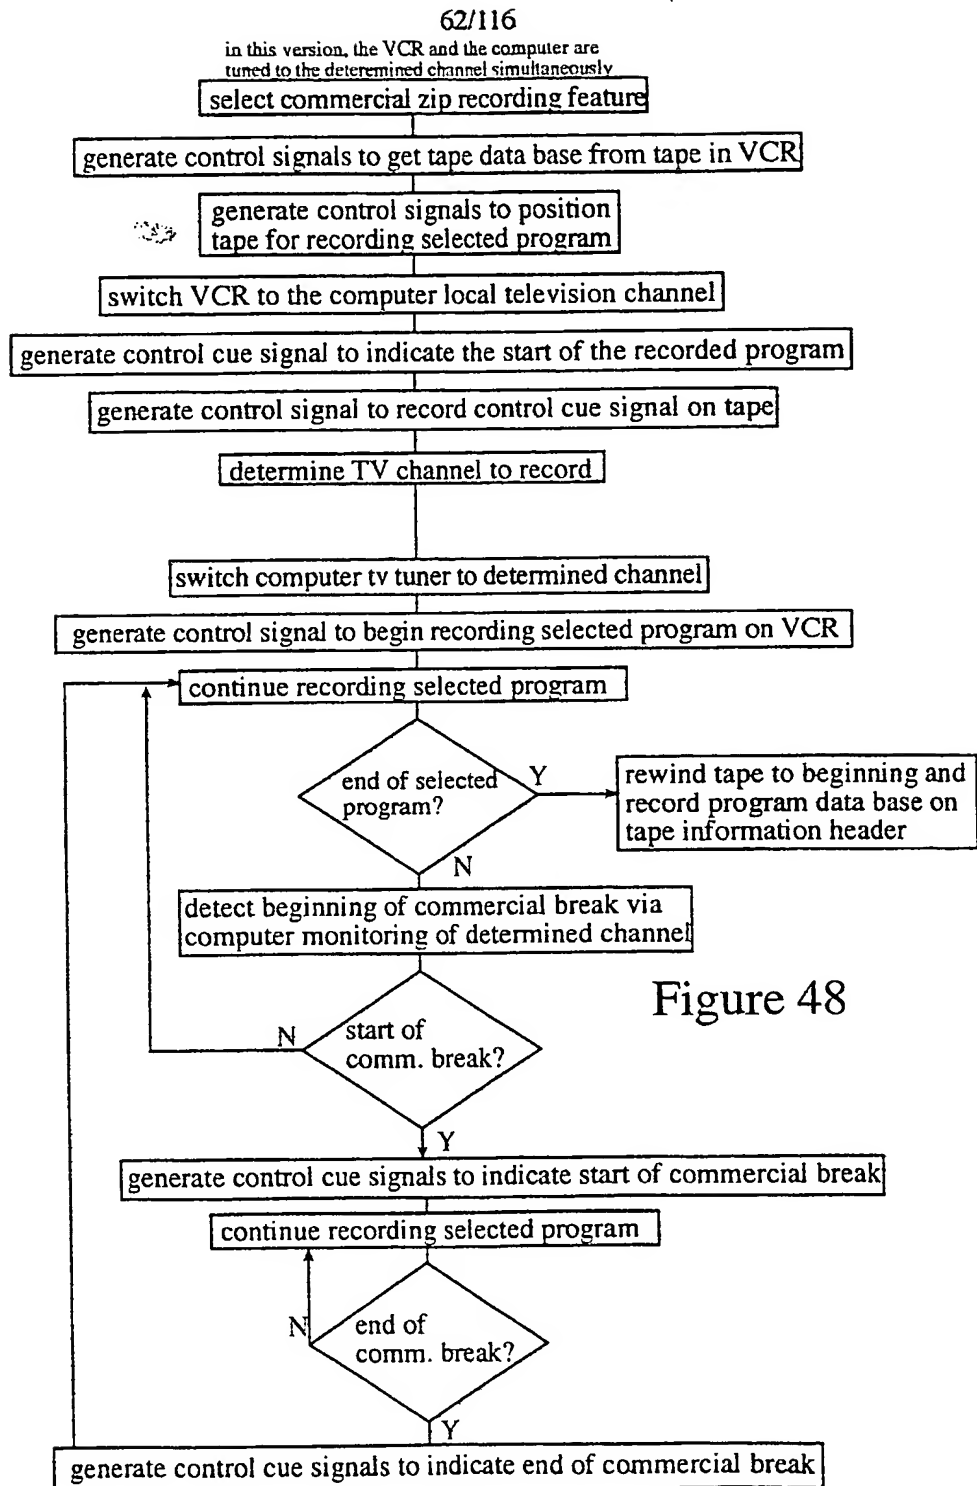 62/116
in this version, the VCR and the computer are
tuned to the deteremined channel simultaneously
select commercial zip recording feature
generate control signals to get tape data base from tape in VCR
generate control signals to position
tape for recording selected program
switch VCR to the computer local television channel
generate control cue signal to indicate the start of the recorded program
generate control signal to record control cue signal on tape
determine TV channel to record
switch computer tv tuner to determined channel
generate control signal to begin recording selected program on VCR
continue recording selected program
end of selected
program?
Y
rewind tape to beginning and
record program data base on
tape information header
N
detect beginning of commercial break via
computer monitoring of determined channel
Figure 48
N
start of
comm. break?
Y
generate control cue signals to indicate start of commercial break
continue recording selected program
N
end of
comm. break?
Y
generate control cue signals to indicate end of commercial break